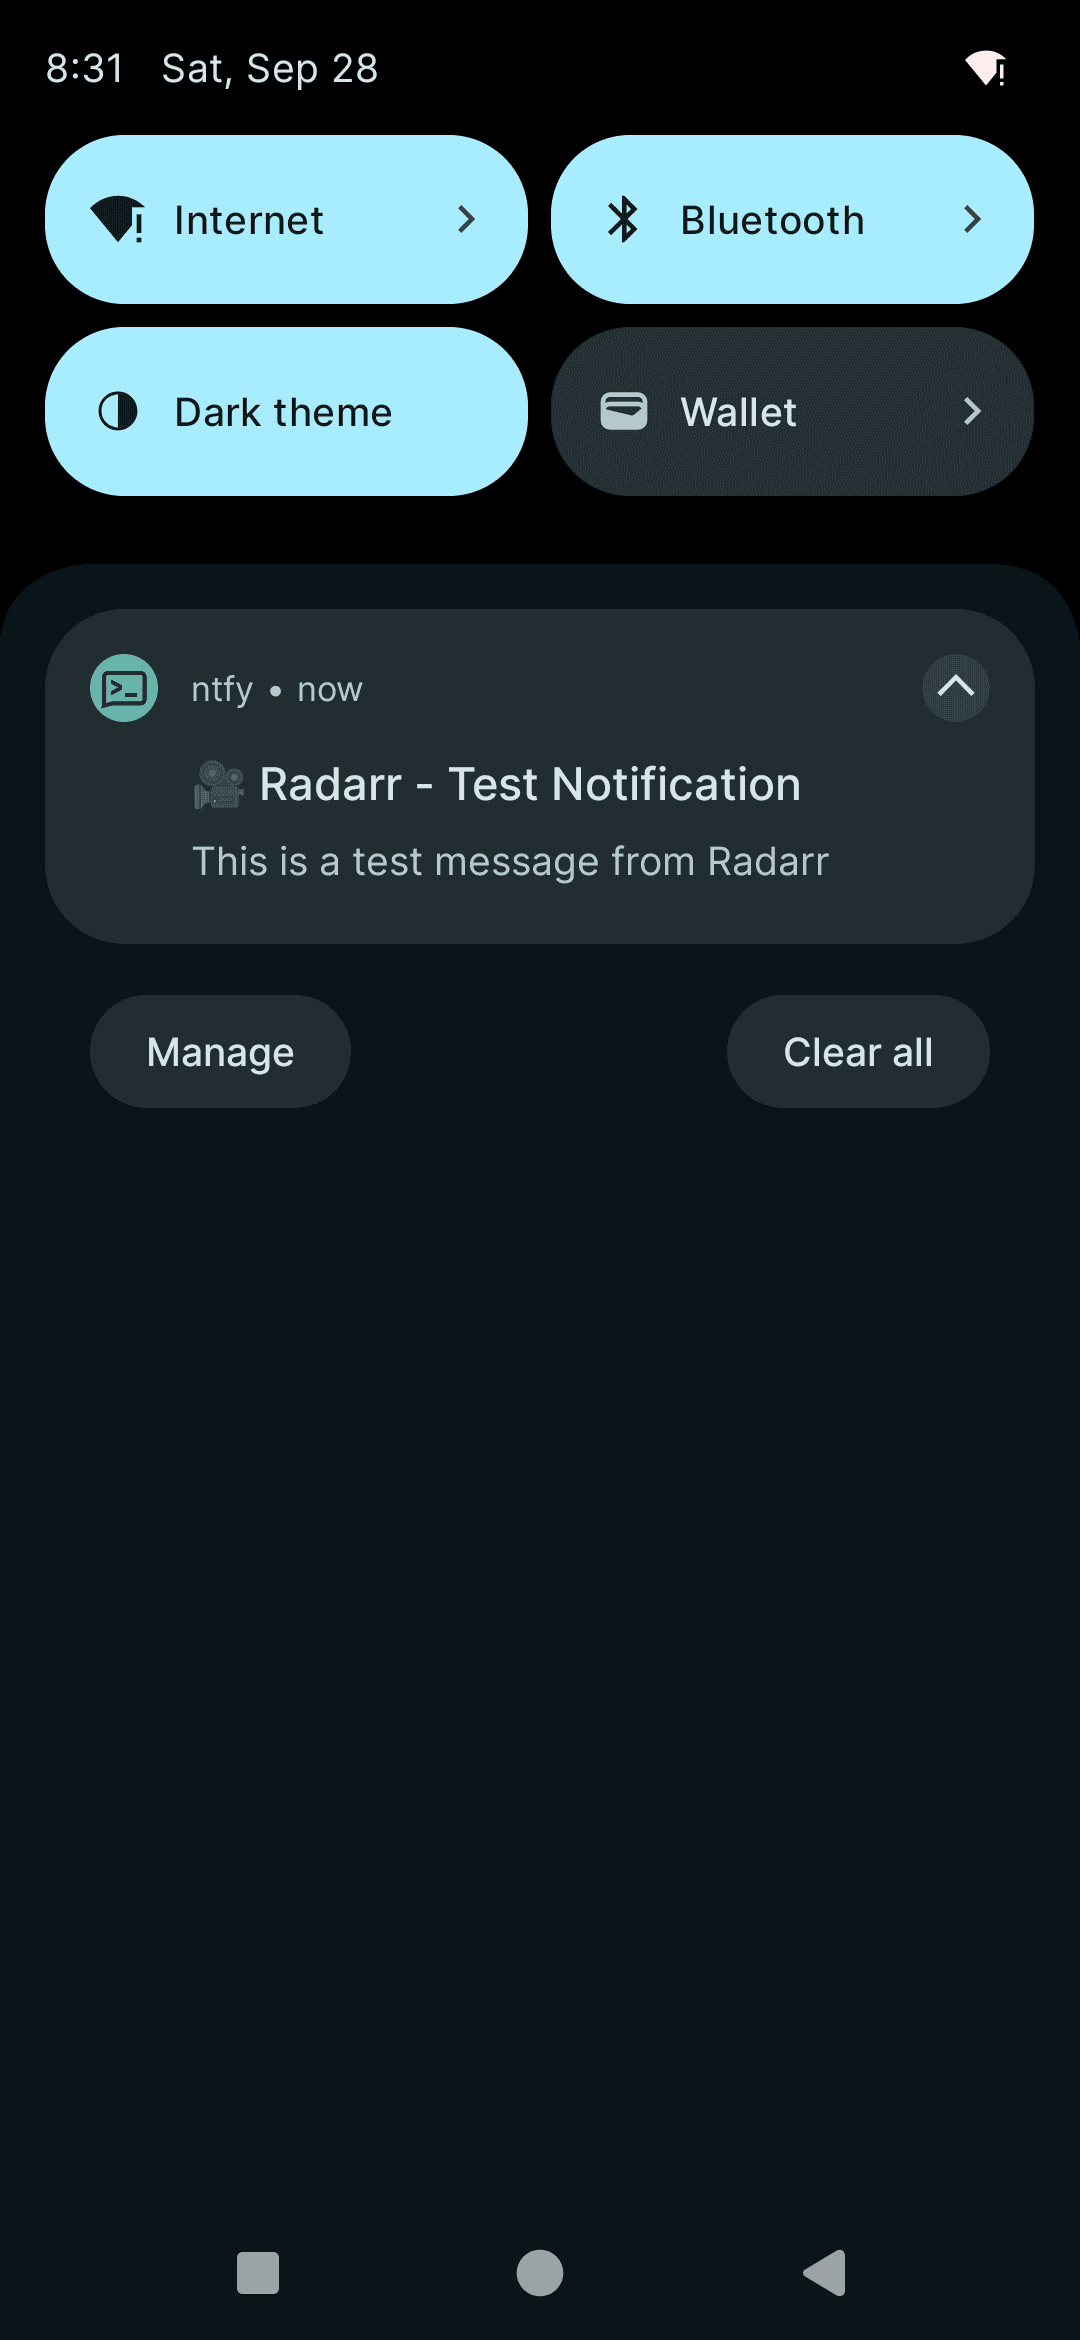 8:31 Sat, Sep 28
Internet
Bluetooth
Dark theme
Wallet
ntfy • now
🎥 Radarr - Test Notification
This is a test message from Radarr
Manage
Clear all